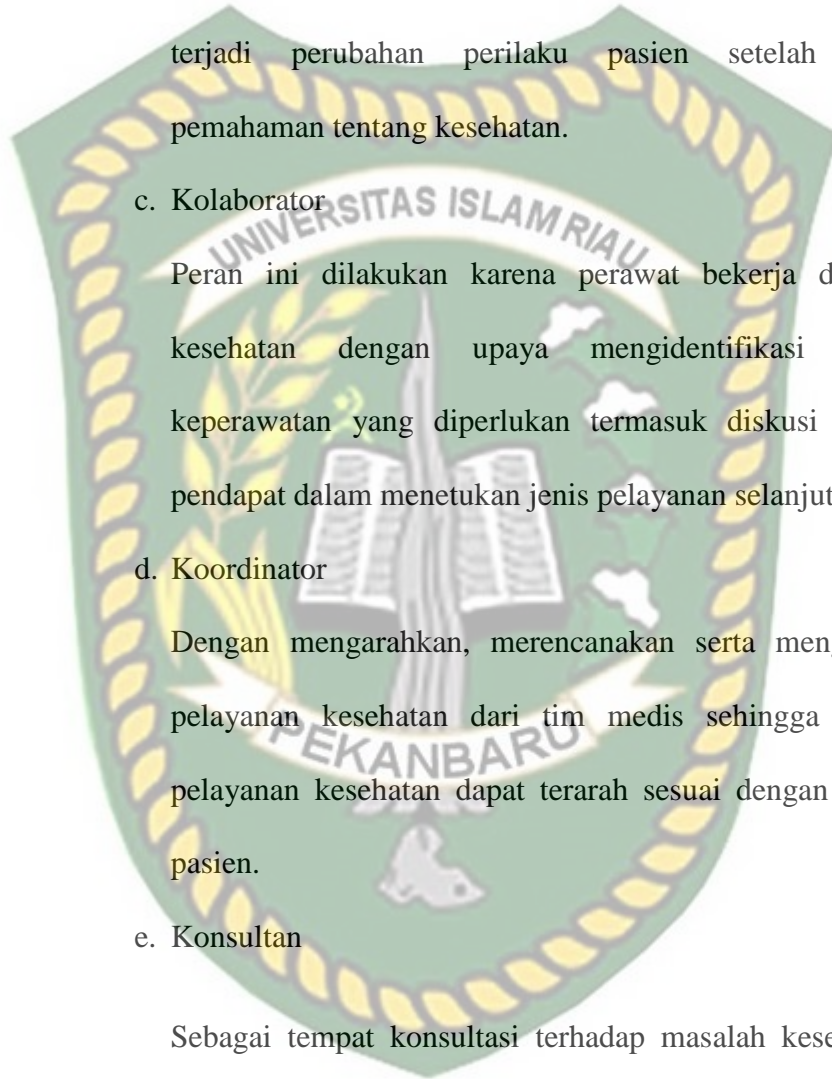 terjadi perubahan perilaku pasien setelah
pemahaman tentang kesehatan.
c. Kolaborator
UNIVERSITAS ISLAM RIAU
Peran ini dilakukan karena perawat bekerja d
kesehatan dengan upaya mengidentifikasi
keperawatan yang diperlukan termasuk diskusi
pendapat dalam menetukan jenis pelayanan selanjut
d. Koordinator
Dengan mengarahkan, merencanakan serta meng
pelayanan kesehatan dari tim medis sehingga
PEKANBARU
pelayanan kesehatan dapat terarah sesuai dengan
pasien.
e. Konsultan
Sebagai tempat konsultasi terhadap masalah kese